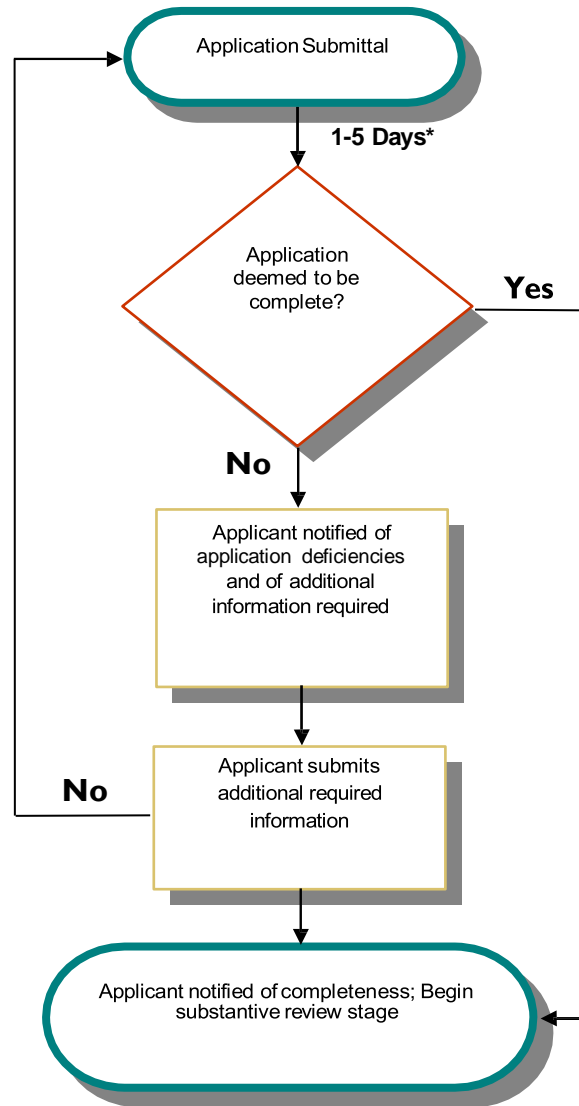 Application Submittal
1-5 Days*
Application
deemed to be
complete?
Yes
No
Applicant notified of
application deficiencies
and of additional
information required
Applicant submits
additional required
information
No
Applicant notified of completeness; Begin
substantive review stage